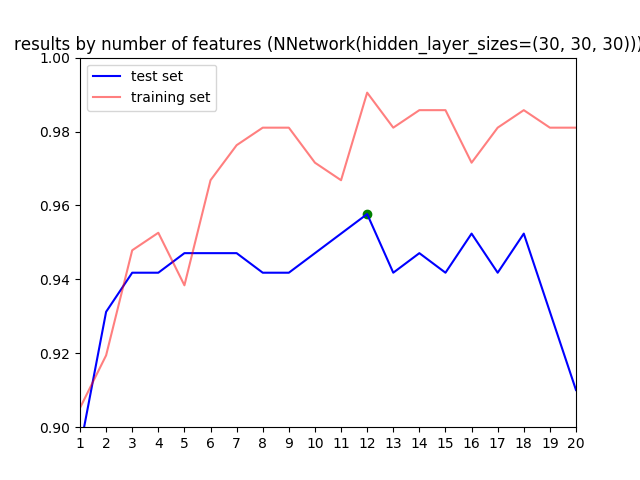 results by number of features (NNetwork(hidden_layer_sizes=(30, 30, 30)))
1.00
test set
training set
0.98
0.96
0.94
0.92
0.90
1 2 3 4 5 6 7 8 9 10 11 12 13 14 15 16 17 18 19 20